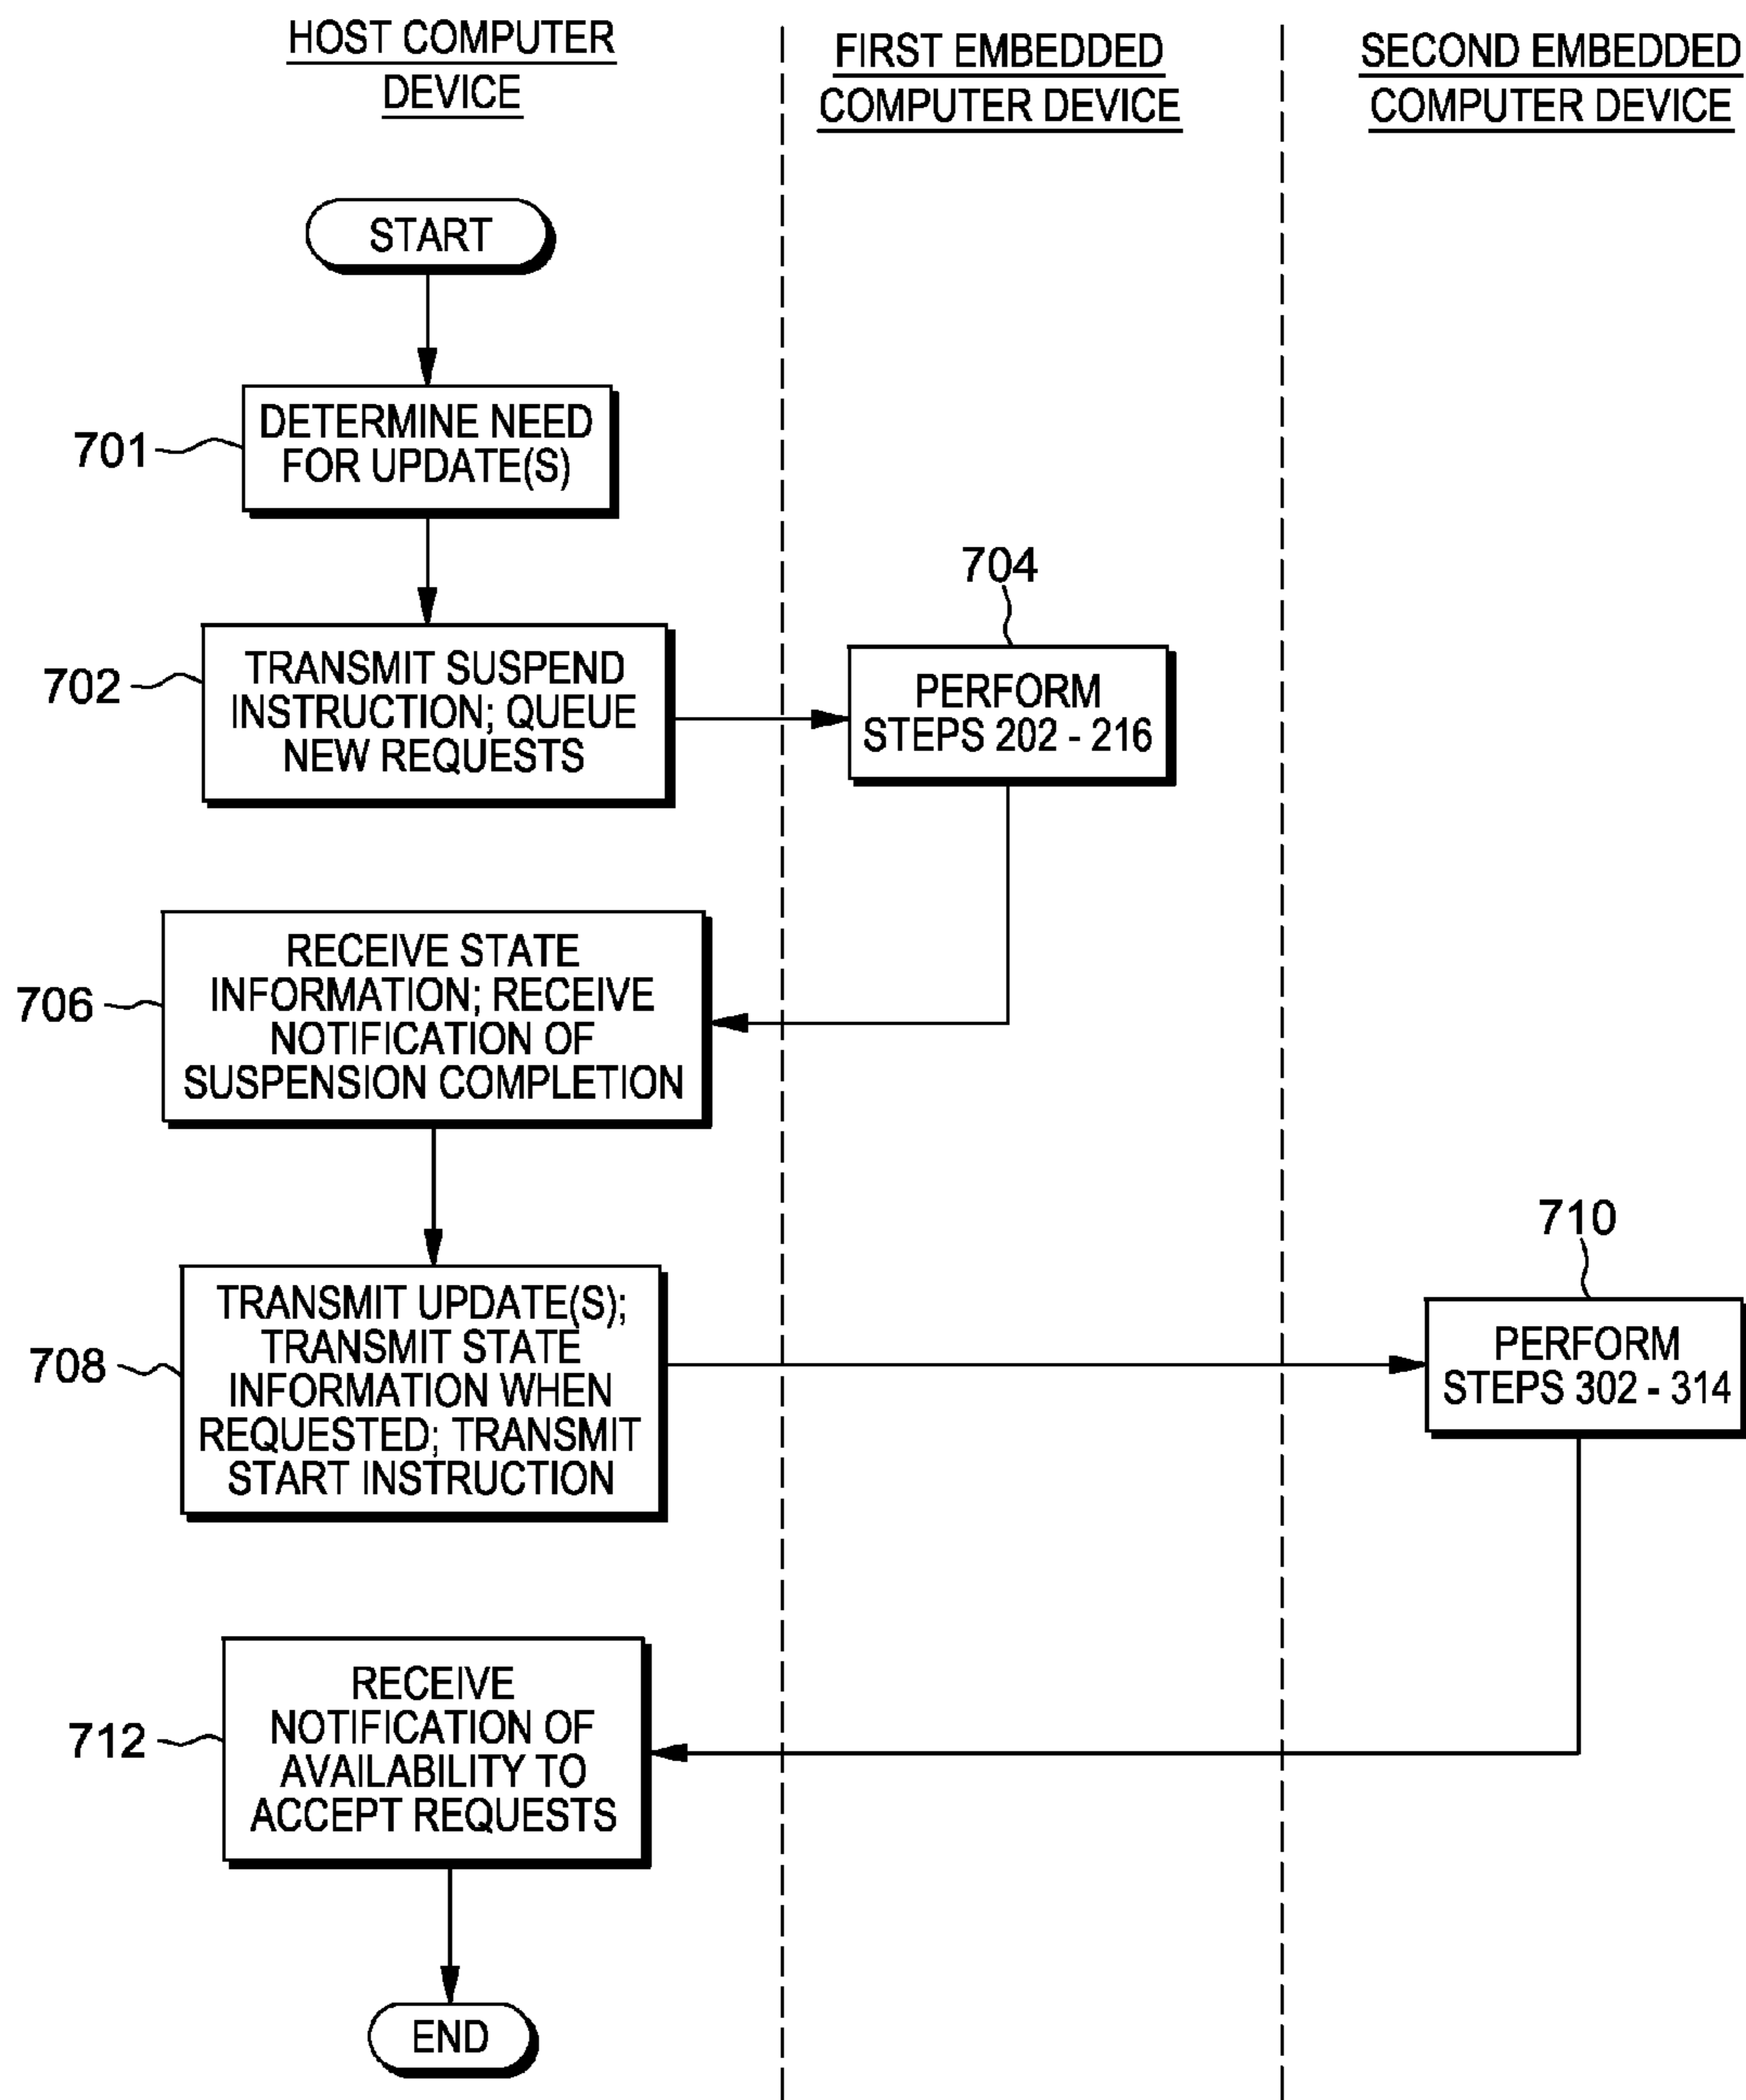 HOST COMPUTER
DEVICE
FIRST EMBEDDED
COMPUTER DEVICE
SECOND EMBEDDED
COMPUTER DEVICE
START
701
DETERMINE NEED
FOR UPDATE(S)
702
TRANSMIT SUSPEND
INSTRUCTION; QUEUE
NEW REQUESTS
704
PERFORM
STEPS 202 - 216
706
RECEIVE STATE
INFORMATION; RECEIVE
NOTIFICATION OF
SUSPENSION COMPLETION
708
TRANSMIT UPDATE(S);
TRANSMIT STATE
INFORMATION WHEN
REQUESTED; TRANSMIT
START INSTRUCTION
710
PERFORM
STEPS 302 - 314
712
RECEIVE
NOTIFICATION OF
AVAILABILITY TO
ACCEPT REQUESTS
END